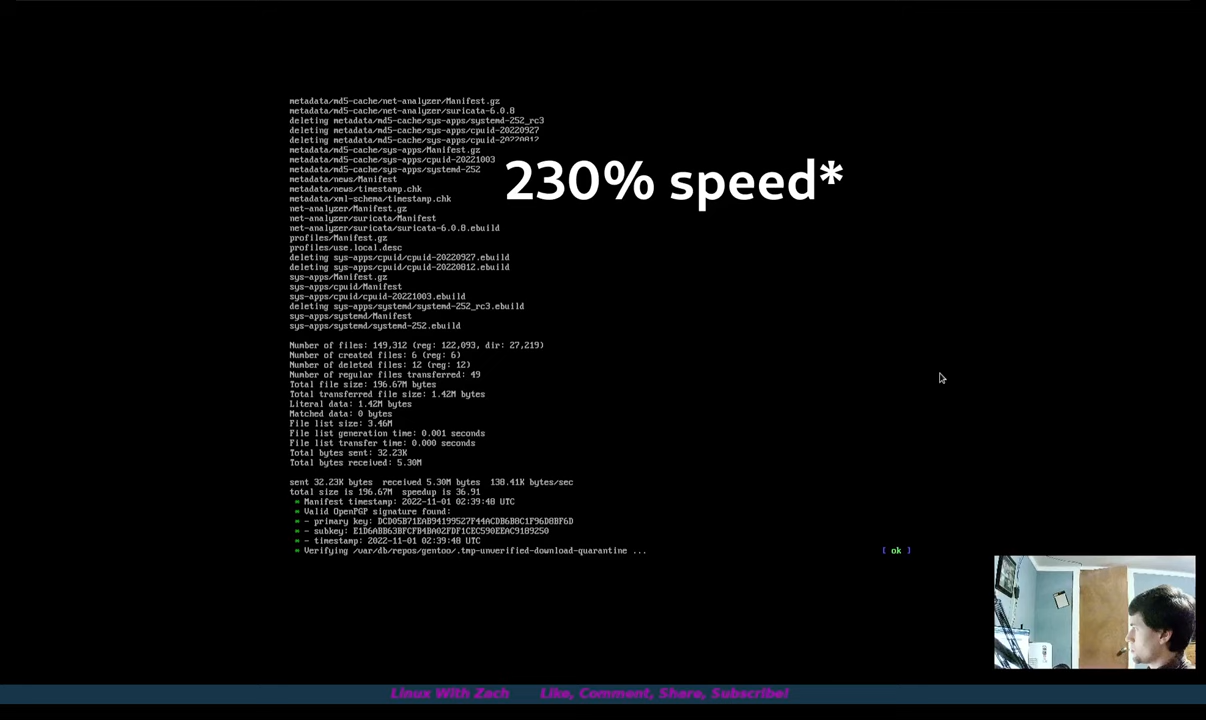 metadata/md5-cache/net-analyzer/Manifest.gz
metadata/md5-cache/net-analyzer/suricata-6.0.8
deleting metadata/md5-cache/sys-apps/systemd-252_rc3
deleting metadata/md5-cache/sys-apps/cpuid-20220927
deleting metadata/md5-cache/sys-apps/cpuid-20220812
metadata/md5-cache/sys-apps/Manifest.gz
metadata/md5-cache/sys-apps/cpuid-20221003
metadata/md5-cache/sys-apps/systemd-252
230% speed*
metadata/news/Manifest
metadata/news/timestamp.chk
metadata/xml-schema/timestamp.chk
net-analyzer/Manifest.gz
net-analyzer/suricata/Manifest
net-analyzer/suricata/suricata-6.0.8.ebuild
profiles/Manifest.gz
profiles/use.local.desc
deleting sys-apps/cpuid/cpuid-20220927.ebuild
deleting sys-apps/cpuid/cpuid-20220812.ebuild
sys-apps/Manifest.gz
sys-apps/cpuid/Manifest
sys-apps/cpuid/cpuid-20221003.ebuild
deleting sys-apps/systemd/systemd-252_rc3.ebuild
sys-apps/systemd/Manifest
sys-apps/systemd/systemd-252.ebuild
Number of files: 149,312 (reg: 122,093, dir: 27,219)
Number of created files: 6 (reg: 6)
Number of deleted files: 12 (reg: 12)
Number of regular files transferred: 49
Total file size: 196.67M bytes
Total transferred file size: 1.42M bytes
Literal data: 1.42M bytes
Matched data: 0 bytes
File list size: 3.46M
File list generation time: 0.001 seconds
File list transfer time: 0.000 seconds
Total bytes sent: 32.23K
Total bytes received: 5.30M
sent 32.23K bytes  received 5.30M bytes  138.41K bytes/sec
total size is 196.67M  speedup is 36.91
* Manifest timestamp: 2022-11-01 02:39:48 UTC
* Valid OpenPGP signature found:
* - primary key: DCD05B71EAB94199527F44ACDB6B8C1F96D8BF6D
* - subkey: E1D6ABB63BFCFB4BA02FDF1CEC590EEAC9189250
* - timestamp: 2022-11-01 02:39:48 UTC
* Verifying /var/db/repos/gentoo/.tmp-unverified-download-quarantine ... [ ok ]
Linux With Zach Like, Comment, Share, Subscribe!